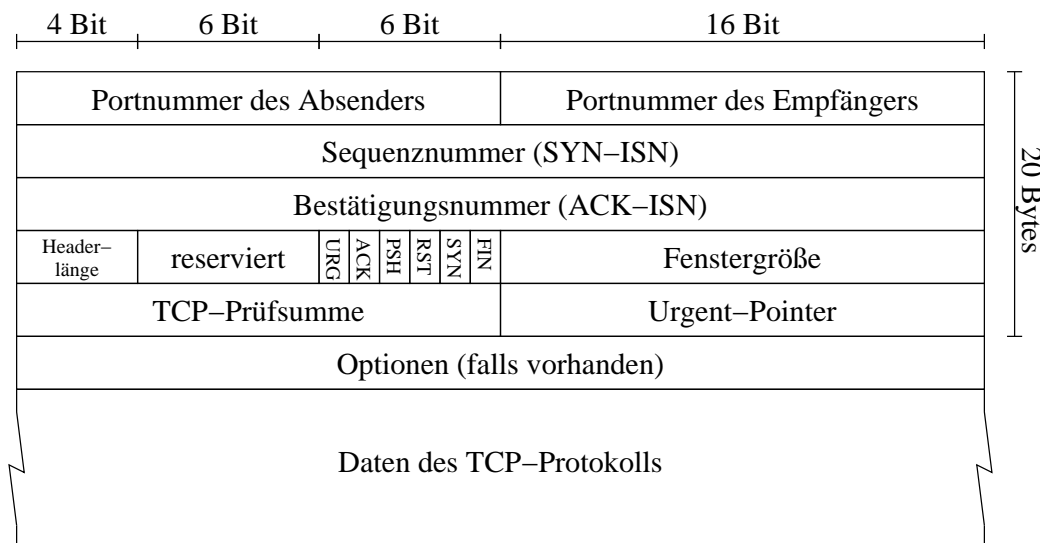 4 Bit 6 Bit 6 Bit 16 Bit
Portnummer des Absenders Portnummer des Empfängers
Sequenznummer (SYN−ISN)
Bestätigungsnummer (ACK−ISN)
Header−
länge
reserviert
URG
ACK
PSH
RST
SYN
FIN
Fenstergröße
TCP−Prüfsumme Urgent−Pointer
20 Bytes
Optionen (falls vorhanden)
Daten des TCP−Protokolls